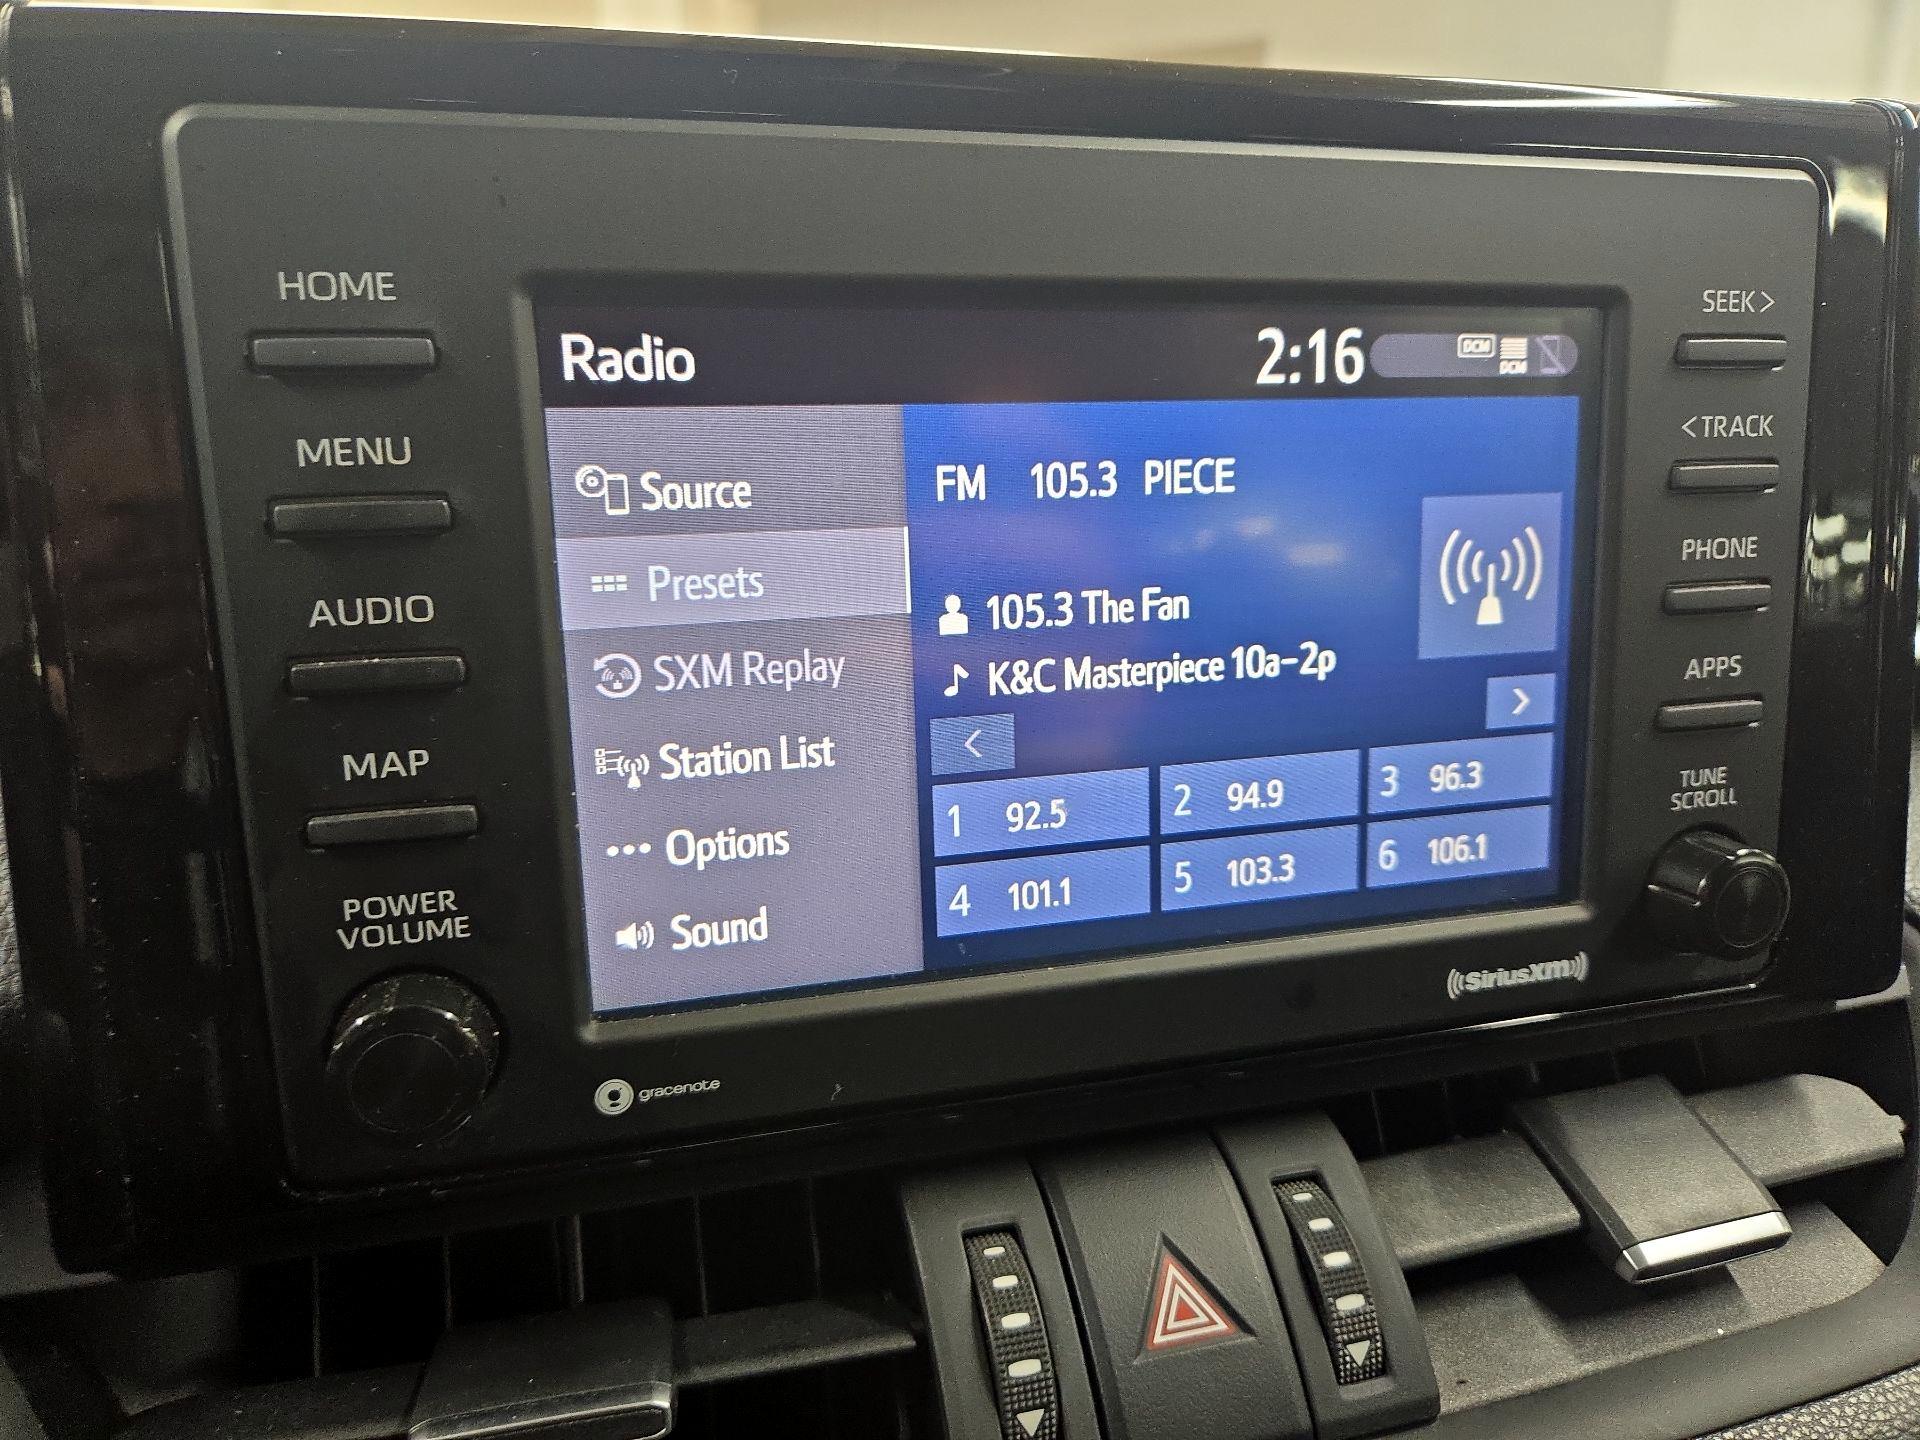 HOME
MENU
AUDIO
MAP
POWER
VOLUME
Radio
2:16
DCM
DCM
Source
Presets
SXM Replay
Station List
Options
Sound
FM 105.3 PIECE
105.3 The Fan
K&C Masterpiece 10a-2p
<
>
1 92.5
2 94.9
3 96.3
4 101.1
5 103.3
6 106.1
SEEK>
<TRACK
PHONE
APPS
TUNE
SCROLL
((SiriusXM))
g gracenote